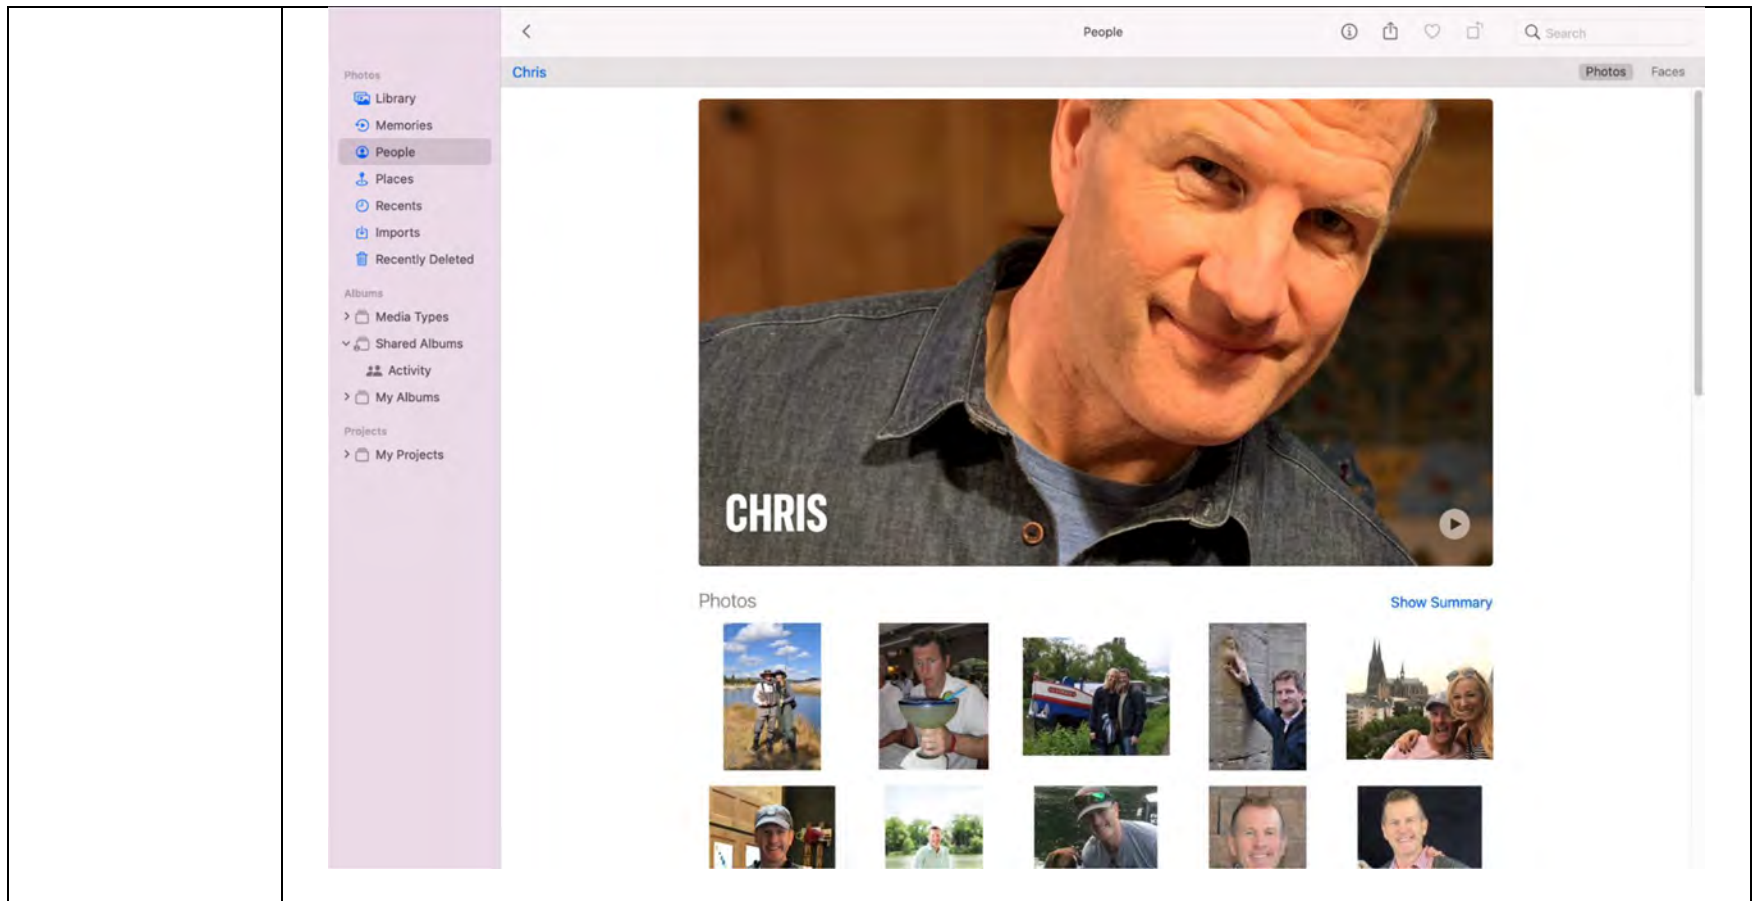 People
Search
Chris
Photos
Faces
Photos
Library
Memories
People
Places
Recents
Imports
Recently Deleted
Albums
Media Types
Shared Albums
Activity
My Albums
Projects
My Projects
CHRIS
Photos
Show Summary